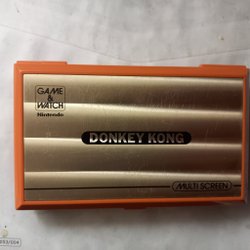 GAME
&
WATCH
Nintendo
DONKEY KONG
MULTI SCREEN